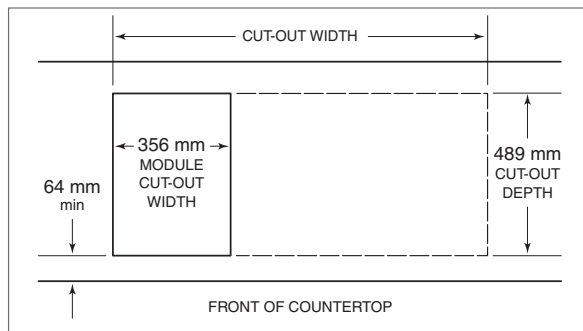 CUT-OUT WIDTH
356 mm
MODULE
CUT-OUT
WIDTH
489 mm
CUT-OUT
DEPTH
64 mm
min
FRONT OF COUNTERTOP